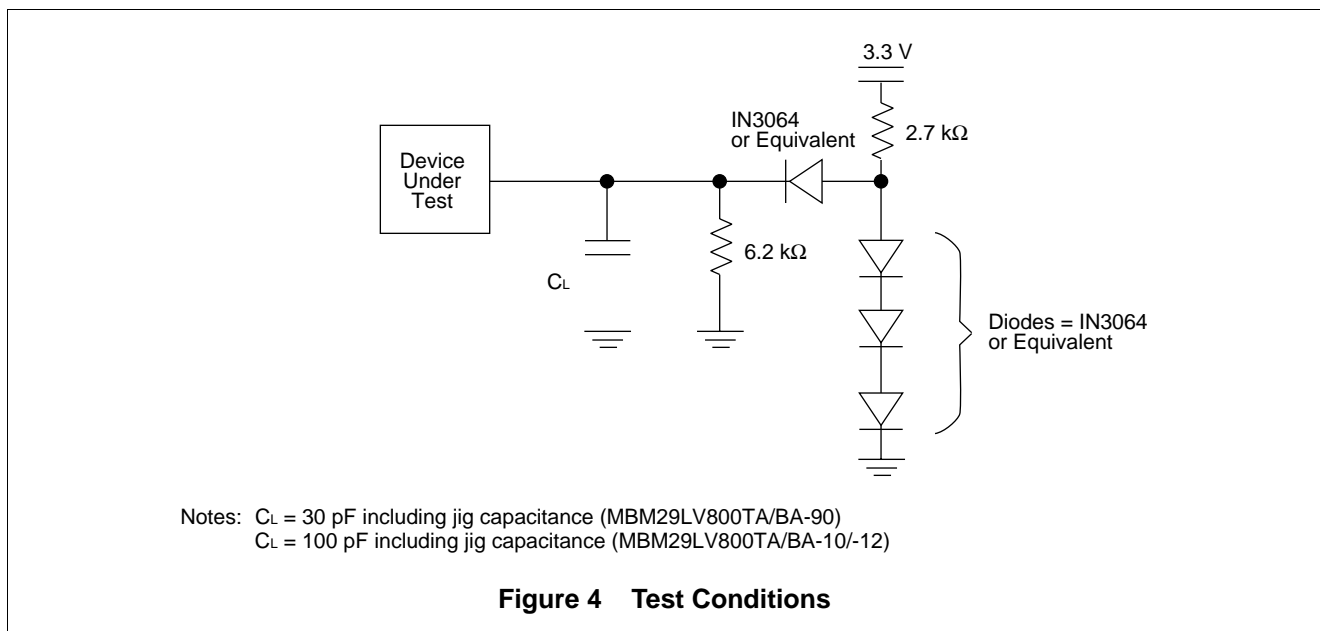 3.3 V
2.7 kΩ
IN3064
or Equivalent
Device
Under
Test
6.2 kΩ
CL
Diodes = IN3064
or Equivalent
Notes: CL = 30 pF including jig capacitance (MBM29LV800TA/BA-90)
CL = 100 pF including jig capacitance (MBM29LV800TA/BA-10/-12)
Figure 4 Test Conditions